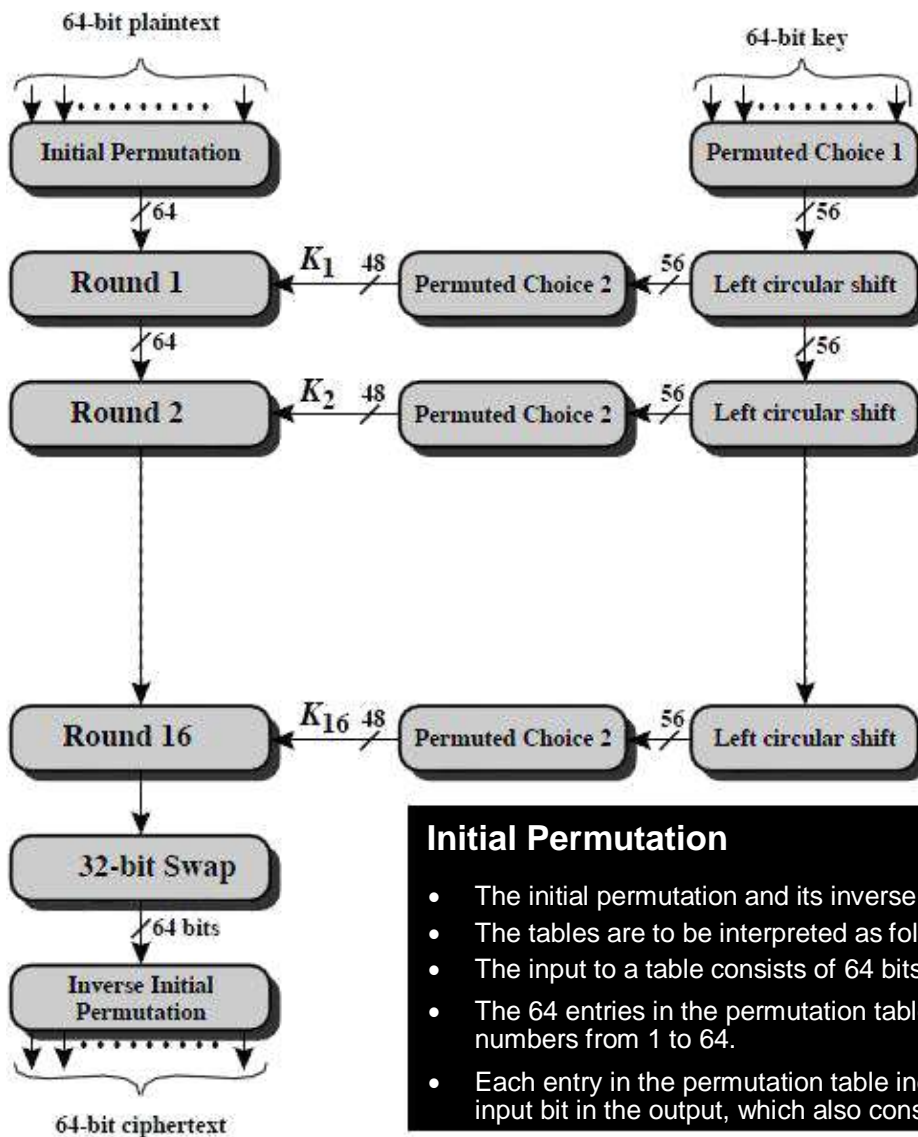 64-bit plaintext
64-bit key
Initial Permutation
Permuted Choice 1
64
56
Round 1
K1
48
Permuted Choice 2
56
Left circular shift
64
56
Round 2
K2
48
Permuted Choice 2
56
Left circular shift
Round 16
K16
48
Permuted Choice 2
56
Left circular shift
32-bit Swap
64 bits
Inverse Initial
Permutation
64-bit ciphertext
Initial Permutation
• The initial permutation and its inverse
• The tables are to be interpreted as
• The input to a table consists of 64 bits
• The 64 entries in the permutation
numbers from 1 to 64.
• Each entry in the permutation table
input bit in the output, which also